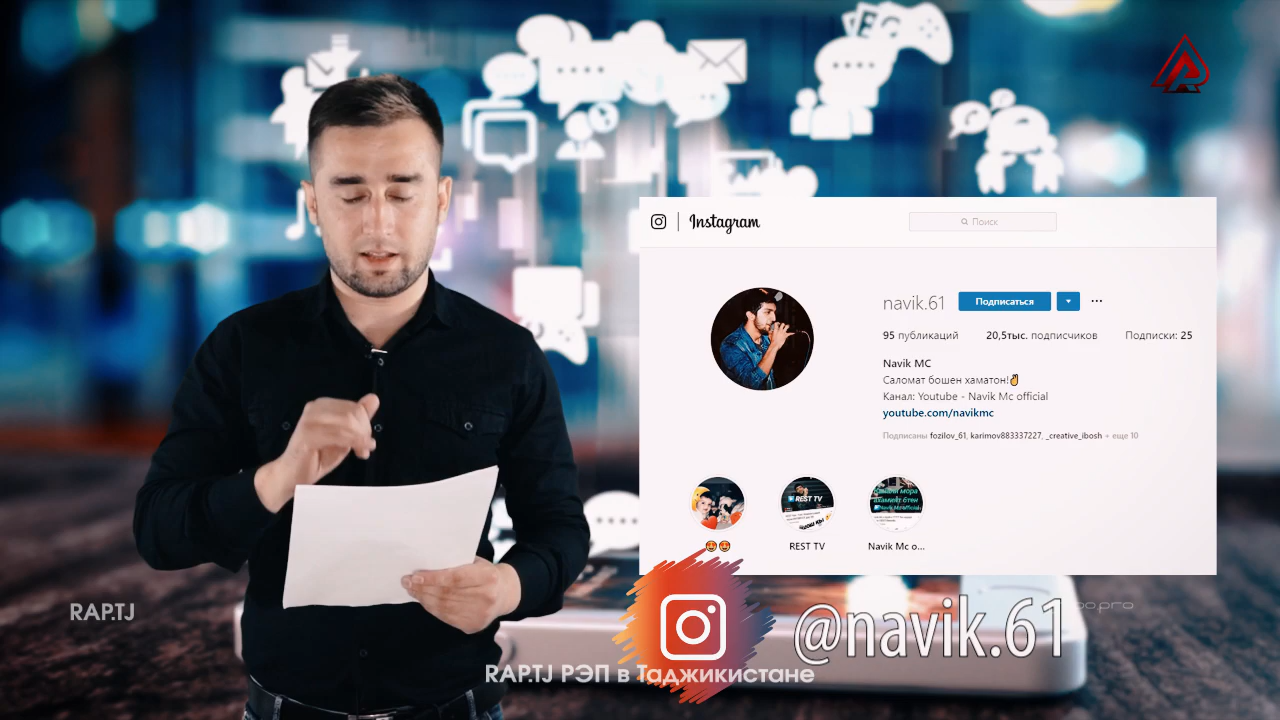 Instagram
Поиск
navik.61 Подписаться
95 публикаций 20,5тыс. подписчиков Подписки: 25
Navik MC
Саломат бошен хаматон!
Канал: Youtube - Navik Mc official
youtube.com/navikmc
Подписаны fozilov_61, karimov883337227, _creative_ibosh + еще 10
REST TV
REST TV
Navik Mc o...
RAP.TJ
@navik.61
RAP.TJ РЭП в Таджикистане